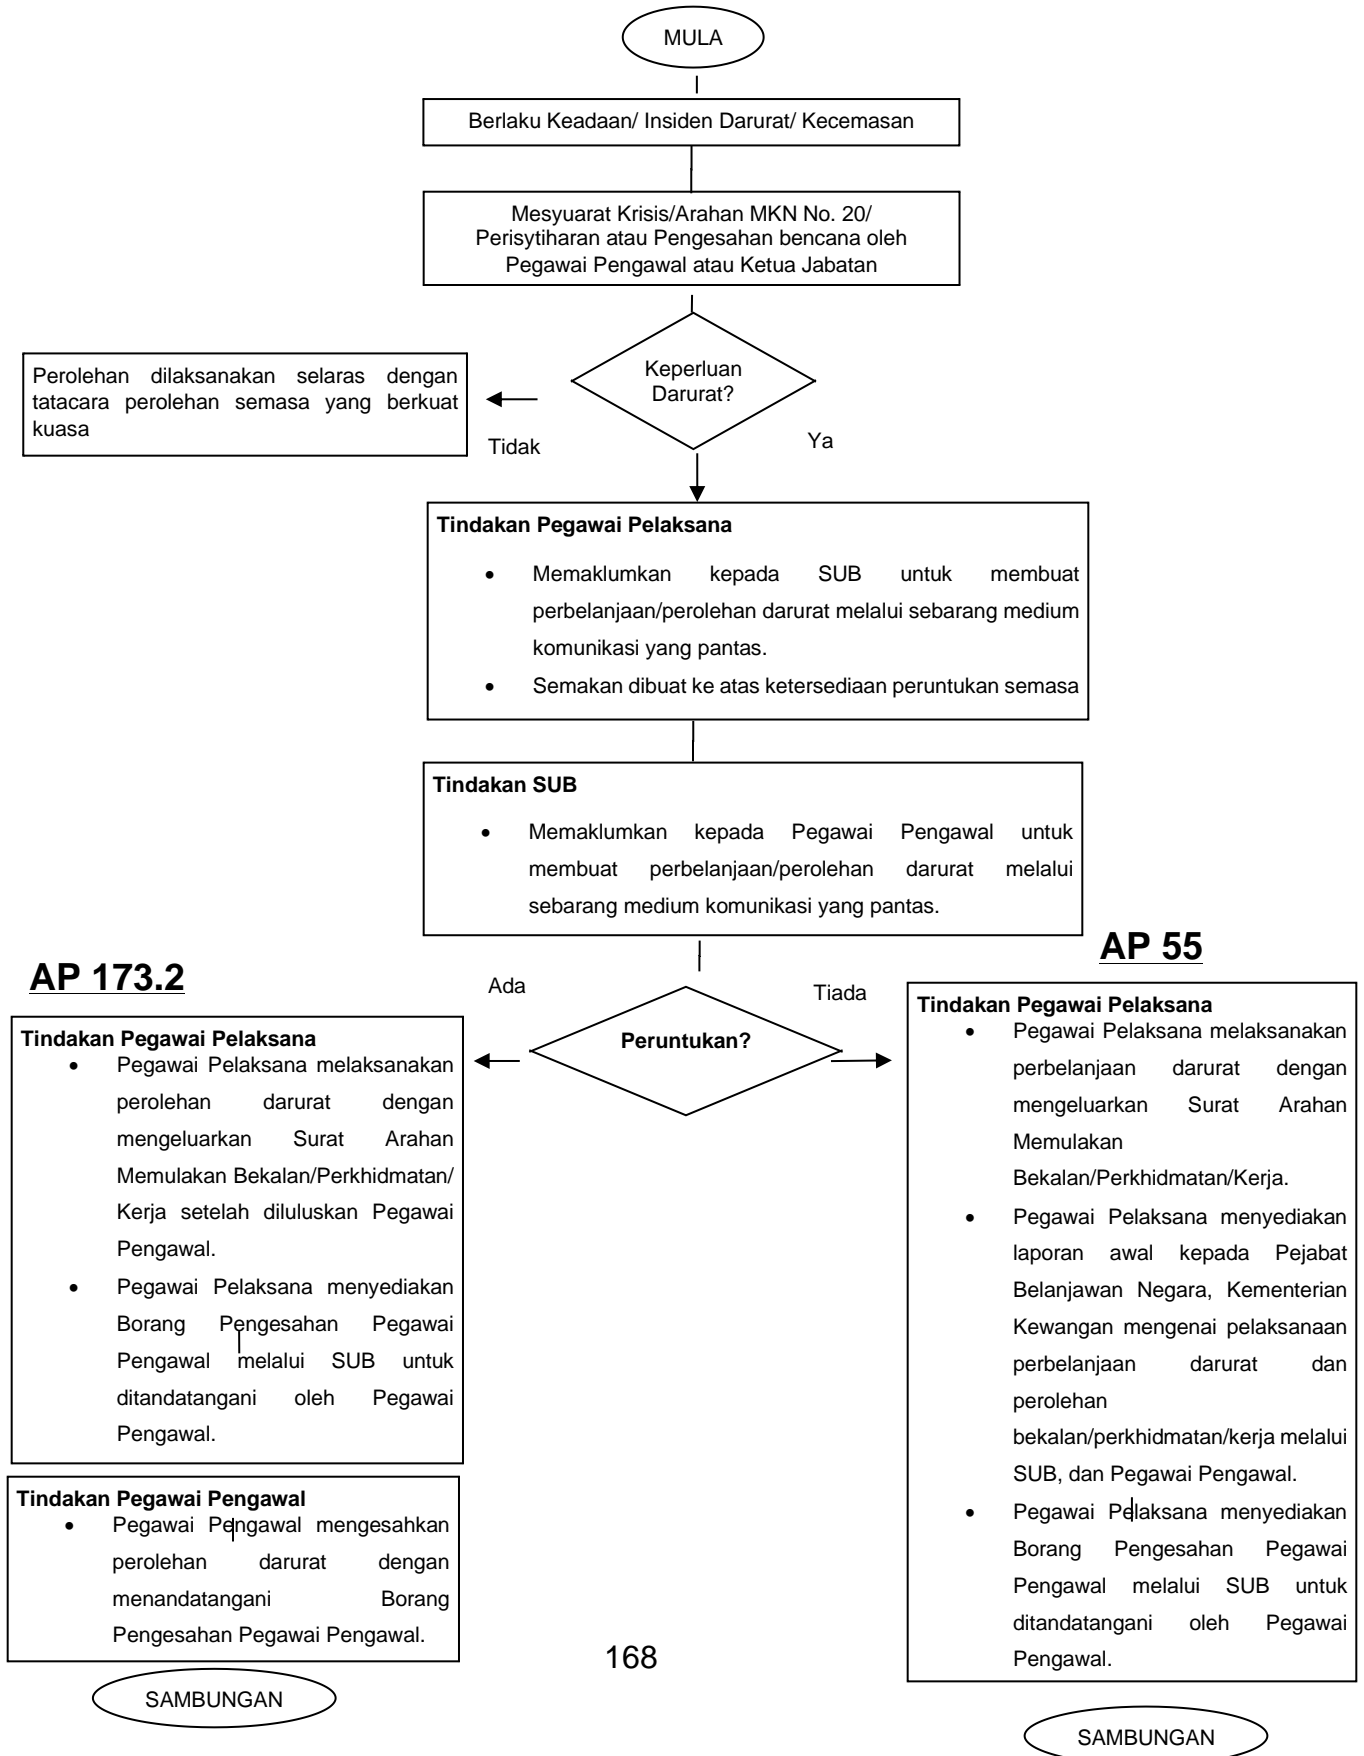 MULA
Berlaku Keadaan/ Insiden Darurat/ Kecemasan
Mesyuarat Krisis/Arahan MKN No. 20/
Perisytiharan atau Pengesahan bencana oleh
Pegawai Pengawal atau Ketua Jabatan
Keperluan
Darurat?
Perolehan dilaksanakan selaras dengan
tatacara perolehan semasa yang berkuat
kuasa
Tidak
Ya
Tindakan Pegawai Pelaksana
• Memaklumkan kepada SUB untuk membuat
perbelanjaan/perolehan darurat melalui sebarang medium
komunikasi yang pantas.
• Semakan dibuat ke atas ketersediaan peruntukan semasa
Tindakan SUB
• Memaklumkan kepada Pegawai Pengawal untuk
membuat perbelanjaan/perolehan darurat melalui
sebarang medium komunikasi yang pantas.
Peruntukan?
Ada
Tiada
AP 173.2
Tindakan Pegawai Pelaksana
• Pegawai Pelaksana melaksanakan
perolehan darurat dengan
mengeluarkan Surat Arahan
Memulakan Bekalan/Perkhidmatan/
Kerja setelah diluluskan Pegawai
Pengawal.
• Pegawai Pelaksana menyediakan
Borang Pengesahan Pegawai
Pengawal melalui SUB untuk
ditandatangani oleh Pegawai
Pengawal.
Tindakan Pegawai Pengawal
• Pegawai Pengawal mengesahkan
perolehan darurat dengan
menandatangani Borang
Pengesahan Pegawai Pengawal.
SAMBUNGAN
AP 55
Tindakan Pegawai Pelaksana
• Pegawai Pelaksana melaksanakan
perbelanjaan darurat dengan
mengeluarkan Surat Arahan
Memulakan
Bekalan/Perkhidmatan/Kerja.
• Pegawai Pelaksana menyediakan
laporan awal kepada Pejabat
Belanjawan Negara, Kementerian
Kewangan mengenai pelaksanaan
perbelanjaan darurat dan
perolehan
bekalan/perkhidmatan/kerja melalui
SUB, dan Pegawai Pengawal.
• Pegawai Pelaksana menyediakan
Borang Pengesahan Pegawai
Pengawal melalui SUB untuk
ditandatangani oleh Pegawai
Pengawal.
SAMBUNGAN
168